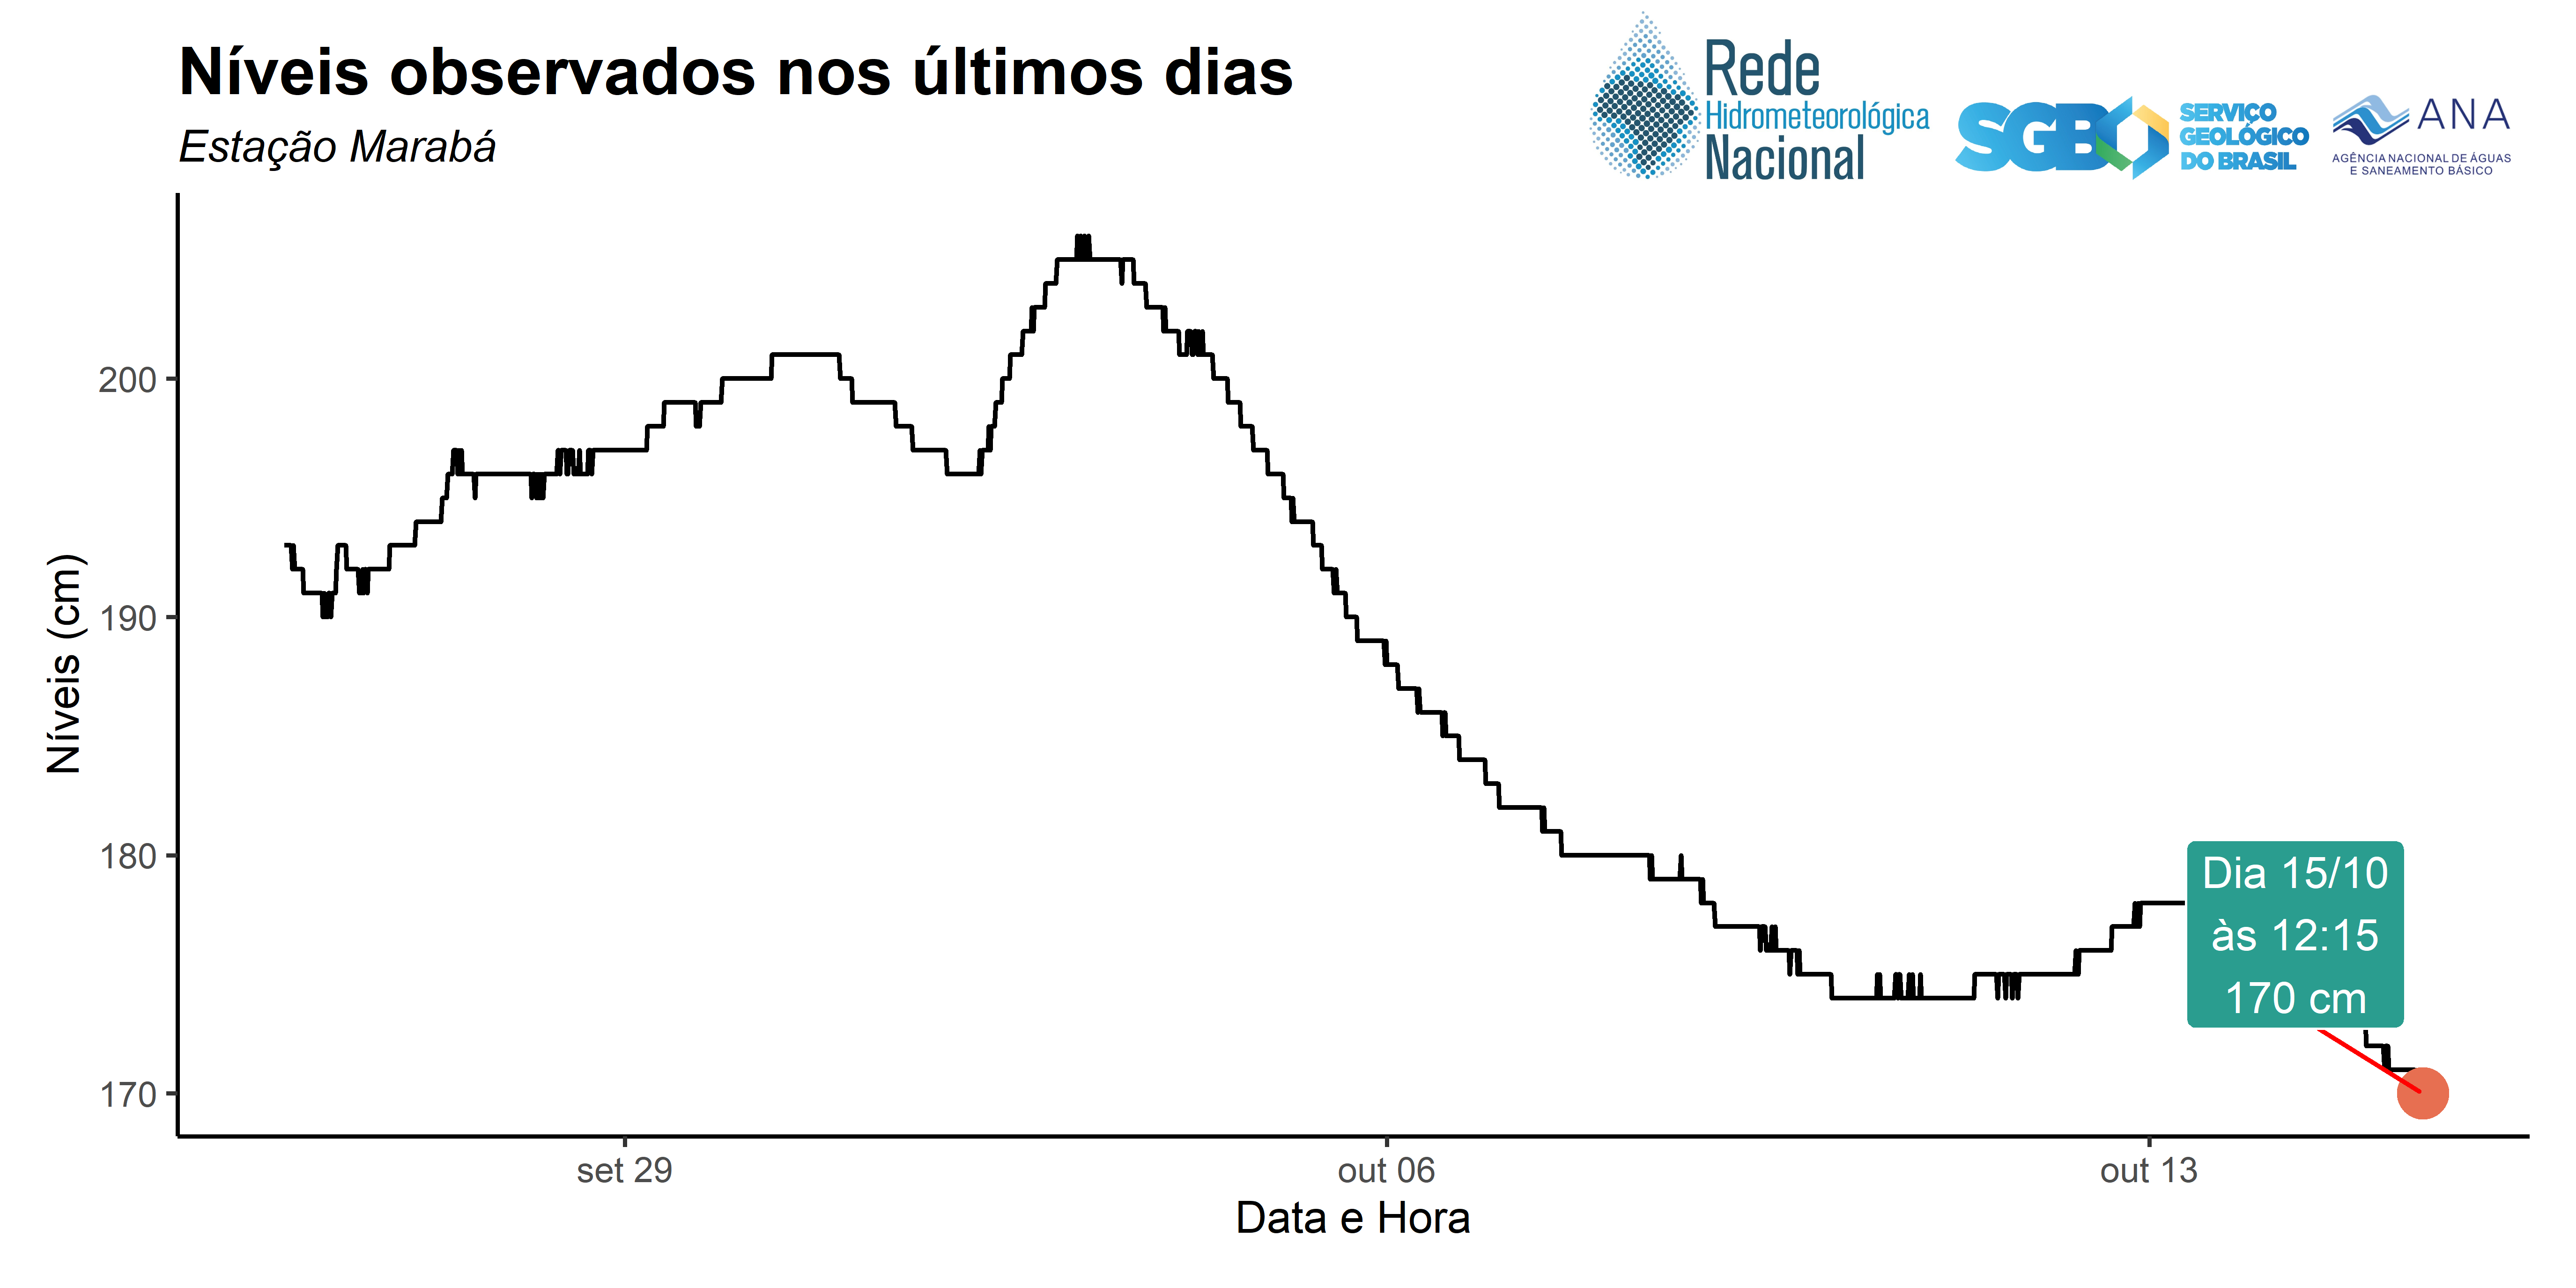 Níveis observados nos últimos dias
Estação Marabá
Rede
Hidrometeorológica
Nacional
SGB
SERVIÇO
GEOLÓGICO
DO BRASIL
ANA
AGÊNCIA NACIONAL DE ÁGUAS
E SANEAMENTO BÁSICO
Níveis (cm)
200
190
180
170
Dia 15/10
às 12:15
170 cm
set 29
out 06
out 13
Data e Hora